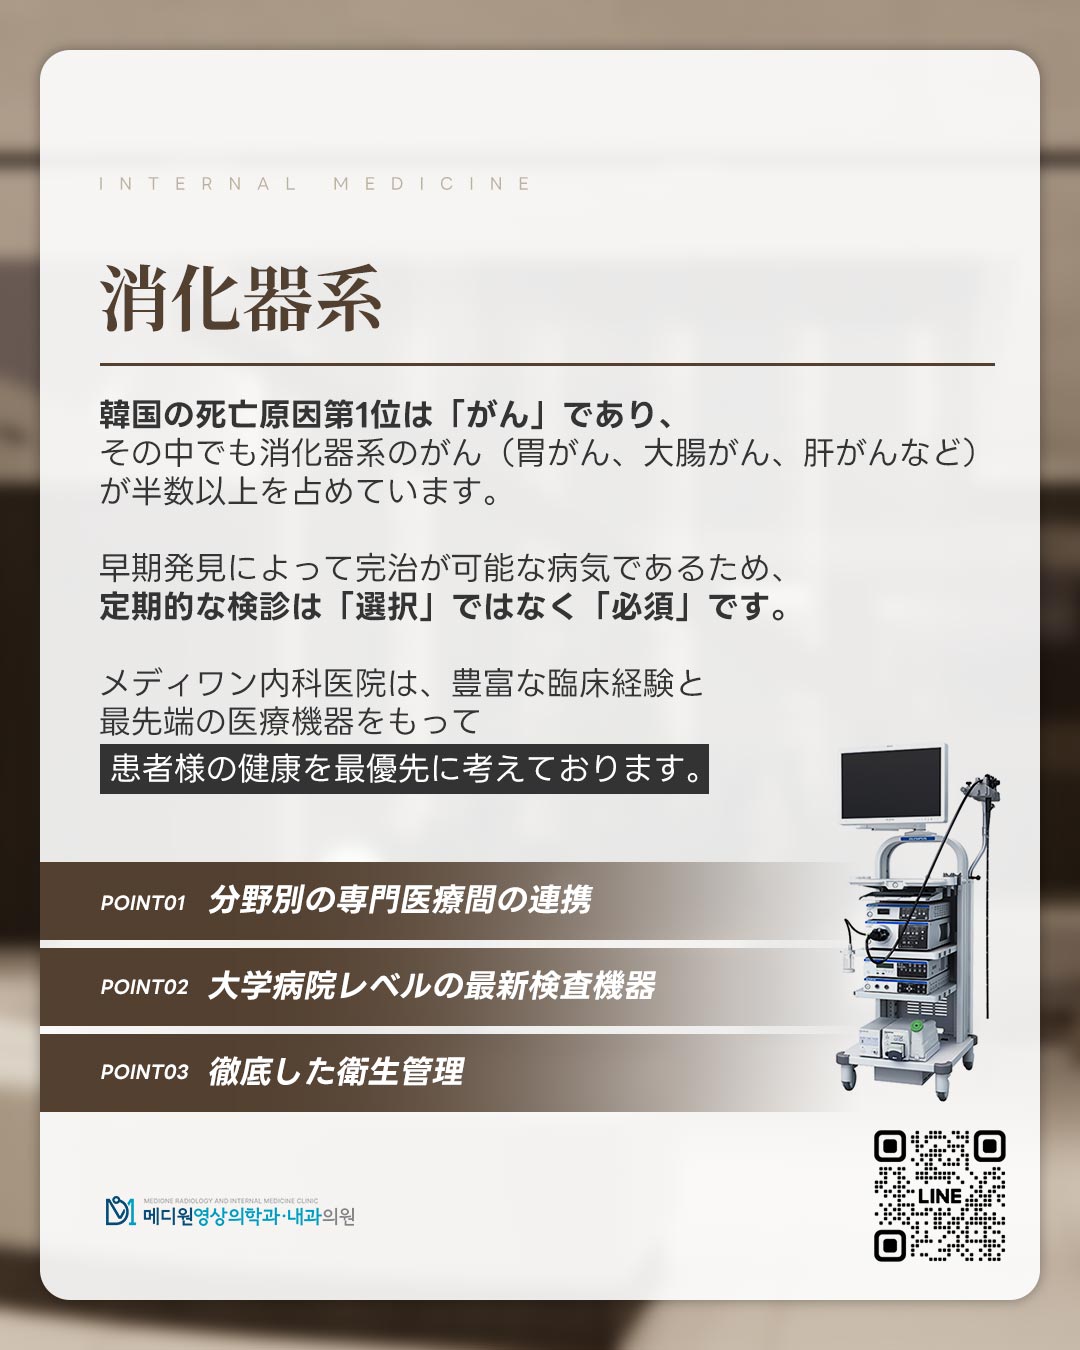 INTERNAL MEDICINE
消化器系
韓国の死亡原因第1位は「がん」であり、
その中でも消化器系のがん（胃がん、大腸がん、肝がんなど）
が半数以上を占めています。
早期発見によって完治が可能な病気であるため、
定期的な検診は「選択」ではなく「必須」です。
メディワン内科医院は、豊富な臨床経験と
最先端の医療機器をもって
患者様の健康を最優先に考えております。
POINT01 分野別の専門医療間の連携
POINT02 大学病院レベルの最新検査機器
POINT03 徹底した衛生管理
LINE
MEDIONE RADIOLOGY AND INTERNAL MEDICINE CLINIC
메디원영상의학과·내과의원